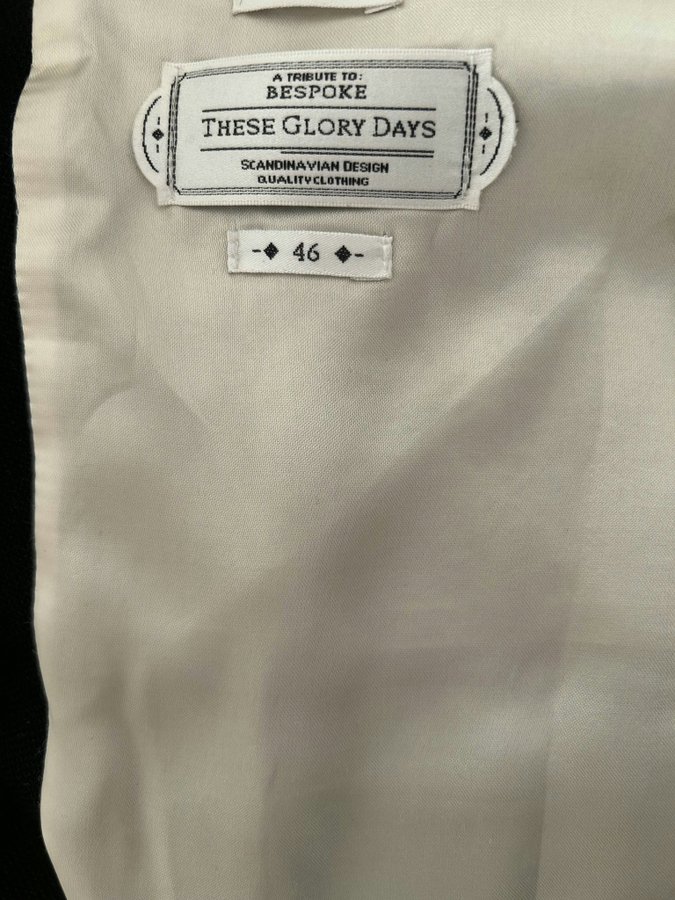 A TRIBUTE TO:
BESPOKE
THESE GLORY DAYS
SCANDINAVIAN DESIGN
QUALITY CLOTHING
46